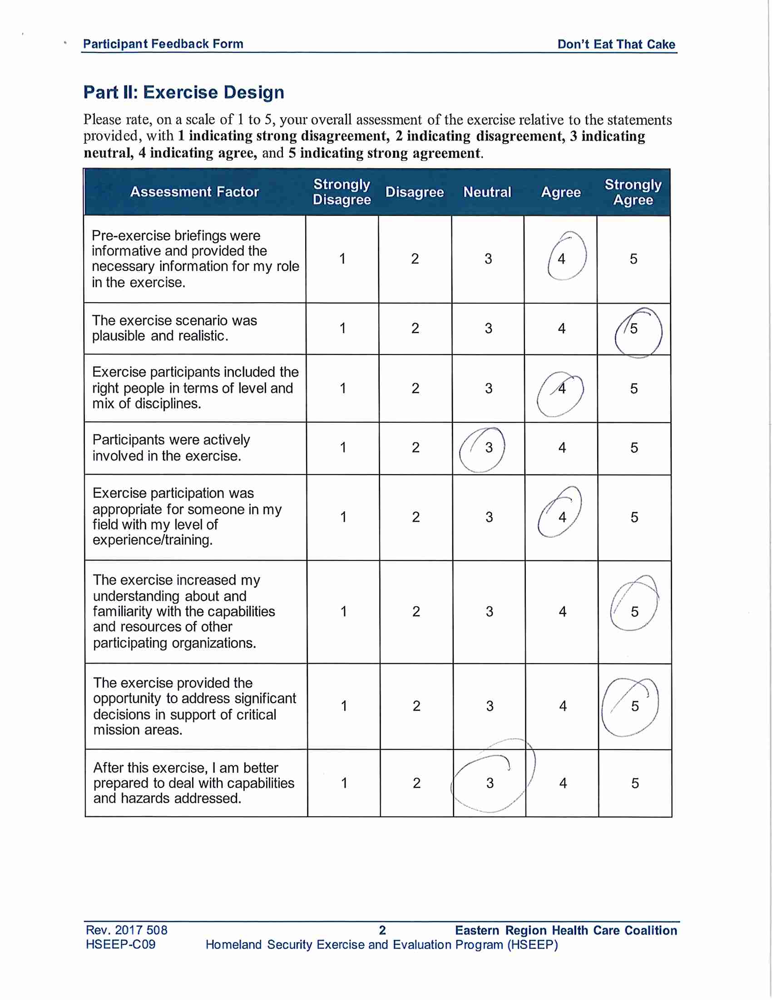 Participant Feedback Form Don't Eat That Cake
Part II: Exercise Design
Please rate, on a scale of 1 to 5, your overall assessment of the exercise relative to the statements
provided, with 1 indicating strong disagreement, 2 indicating disagreement, 3 indicating
neutral, 4 indicating agree, and 5 indicating strong agreement.
Assessment Factor Strongly Disagree Disagree Neutral Agree Strongly Agree
Pre-exercise briefings were
informative and provided the
necessary information for my role
in the exercise.
1 2 3 4 5
The exercise scenario was
plausible and realistic.
1 2 3 4 5
Exercise participants included the
right people in terms of level and
mix of disciplines.
1 2 3 4 5
Participants were actively
involved in the exercise.
1 2 3 4 5
Exercise participation was
appropriate for someone in my
field with my level of
experience/training.
1 2 3 4 5
The exercise increased my
understanding about and
familiarity with the capabilities
and resources of other
participating organizations.
1 2 3 4 5
The exercise provided the
opportunity to address significant
decisions in support of critical
mission areas.
1 2 3 4 5
After this exercise, I am better
prepared to deal with capabilities
and hazards addressed.
1 2 3 4 5
Rev. 2017 508 2 Eastern Region Health Care Coalition
HSEEP-C09 Homeland Security Exercise and Evaluation Program (HSEEP)